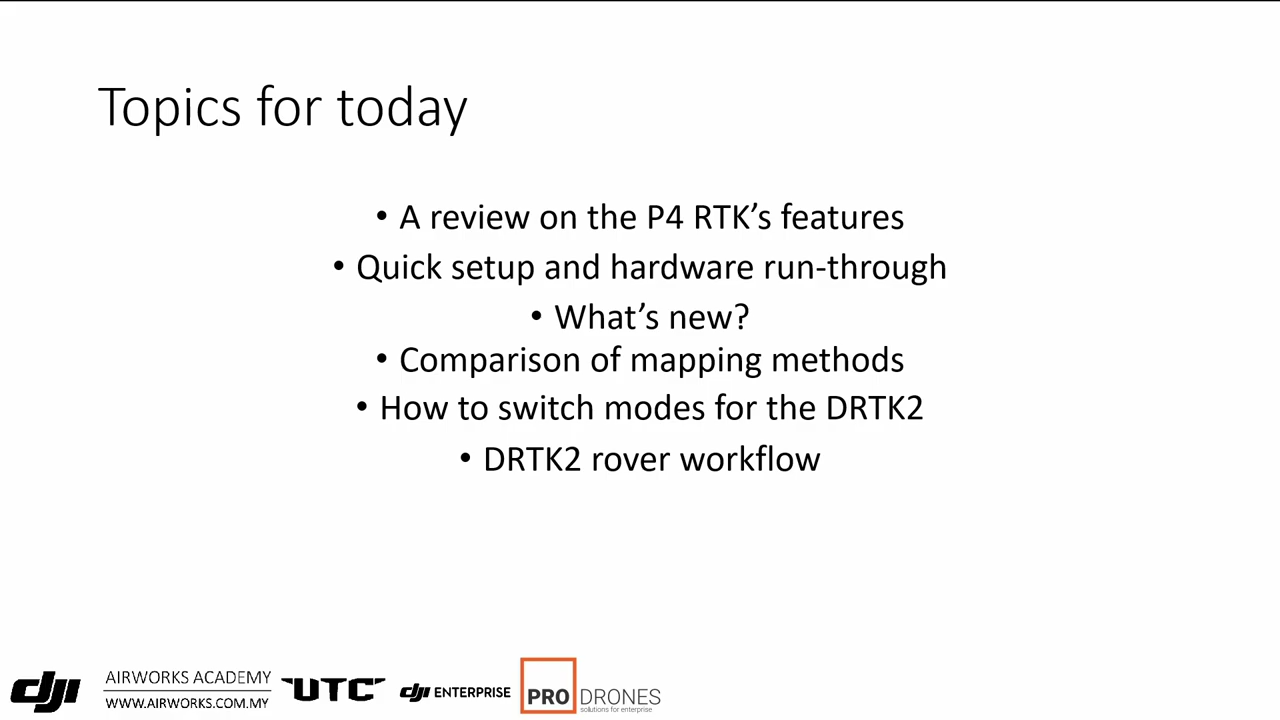 Topics for today
• A review on the P4 RTK’s features
• Quick setup and hardware run-through
• What’s new?
• Comparison of mapping methods
• How to switch modes for the DRTK2
• DRTK2 rover workflow
dji
AIRWORKS ACADEMY
WWW.AIRWORKS.COM.MY
UTC
dji ENTERPRISE
PRO DRONES
solutions for enterprise